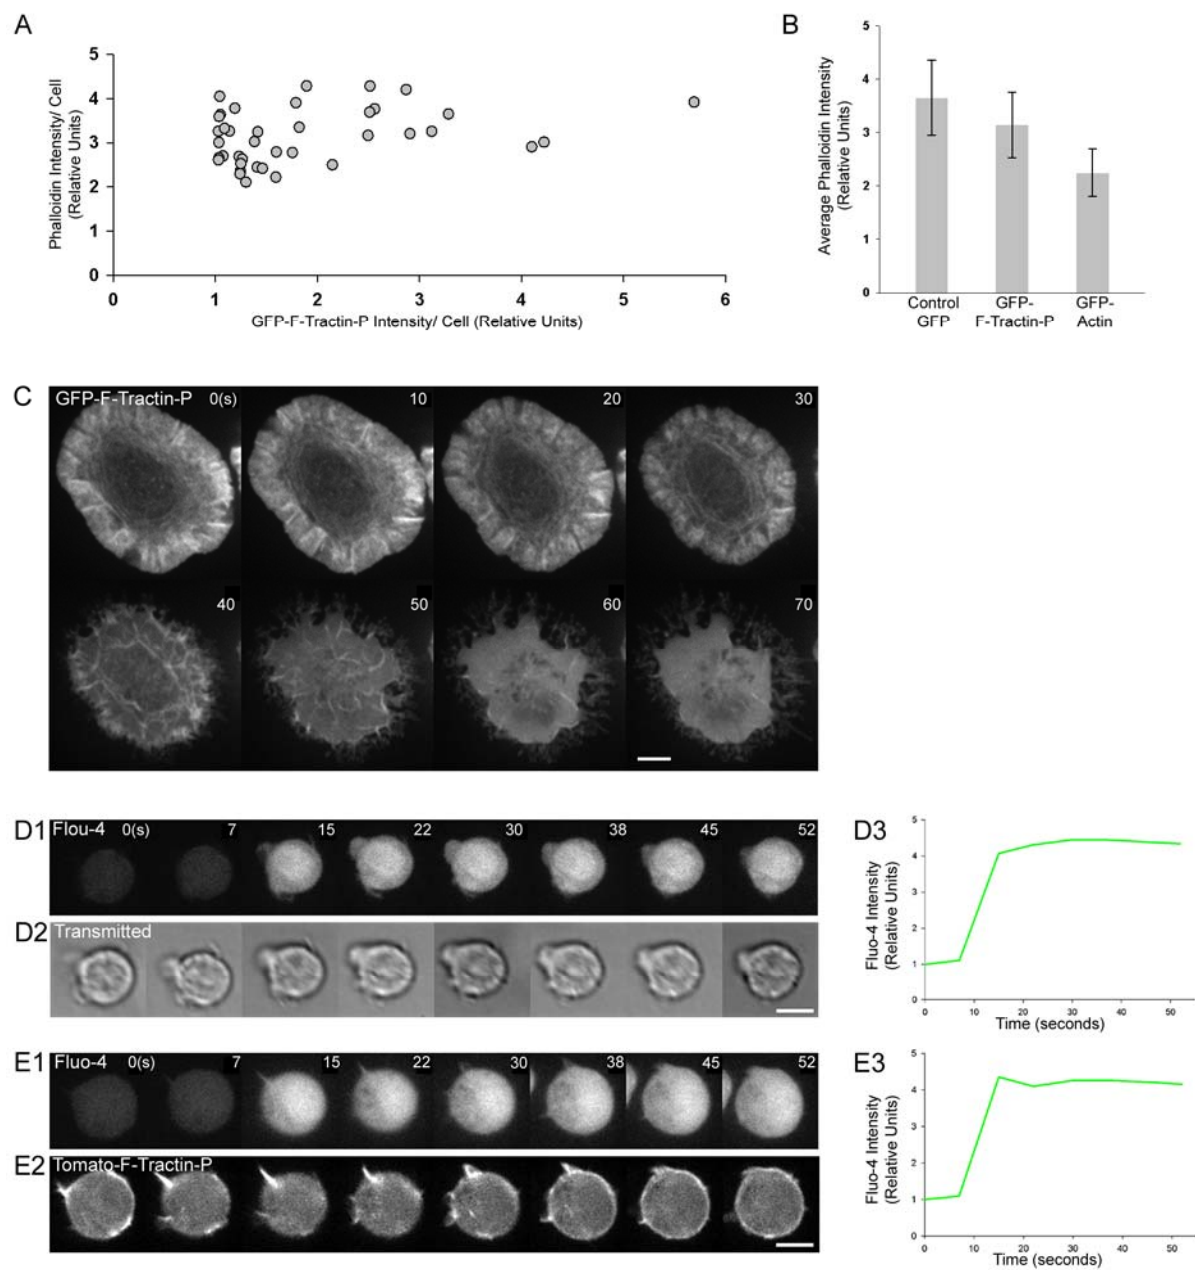 A
5
4
3
2
1
0
Phalloidin Intensity/ Cell
(Relative Units)
0 1 2 3 4 5 6
GFP-F-Tractin-P Intensity/ Cell (Relative Units)
B
5
4
3
2
1
0
Average Phalloidin Intensity
(Relative Units)
Control GFP- GFP-
GFP F-Tractin-P Actin
C
GFP-F-Tractin-P 0(s) 10 20 30
40 50 60 70
D1
Flou-4 0(s) 7 15 22 30 38 45 52
D2
Transmitted
D3
5
4
3
2
1
0
Fluo-4 Intensity
(Relative Units)
0 10 20 30 40 50
Time (seconds)
E1
Fluo-4 0(s) 7 15 22 30 38 45 52
E2
Tomato-F-Tractin-P
E3
5
4
3
2
1
0
Fluo-4 Intensity
(Relative Units)
0 10 20 30 40 50
Time (seconds)